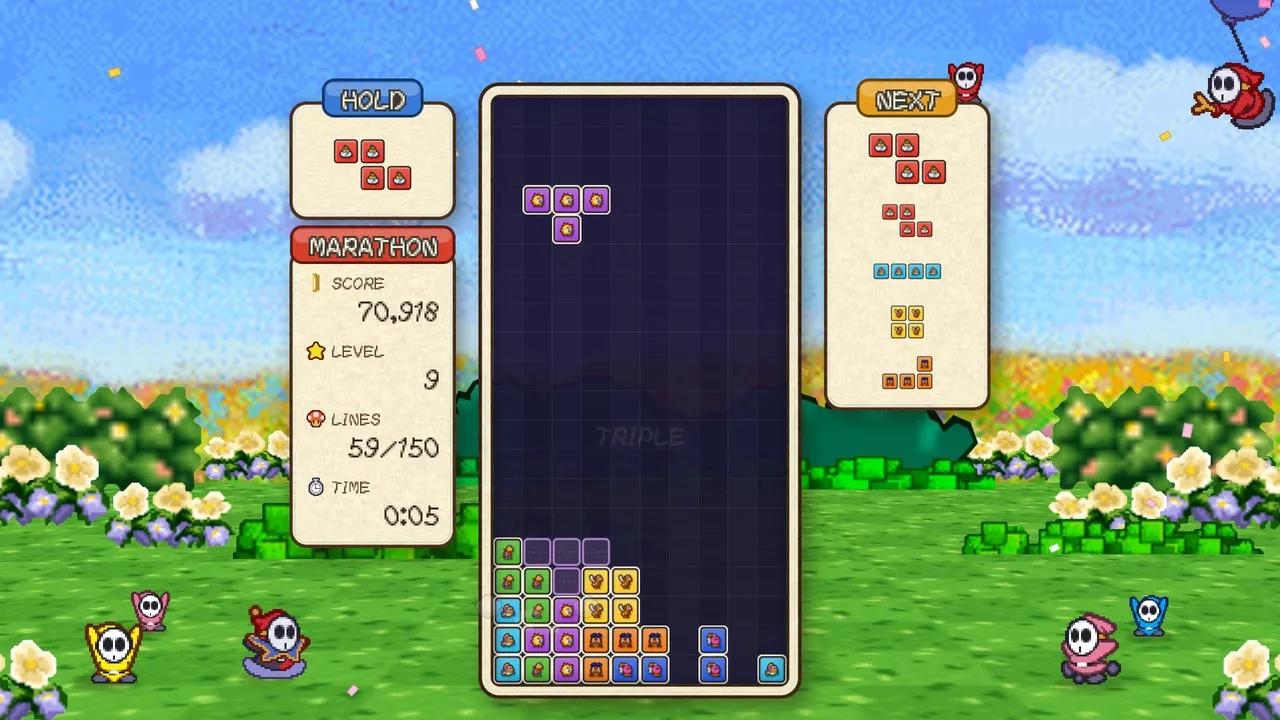 HOLD
NEXT
MARATHON
SCORE
70,918
LEVEL
9
LINES
59/150
TIME
0:05
TRIPLE